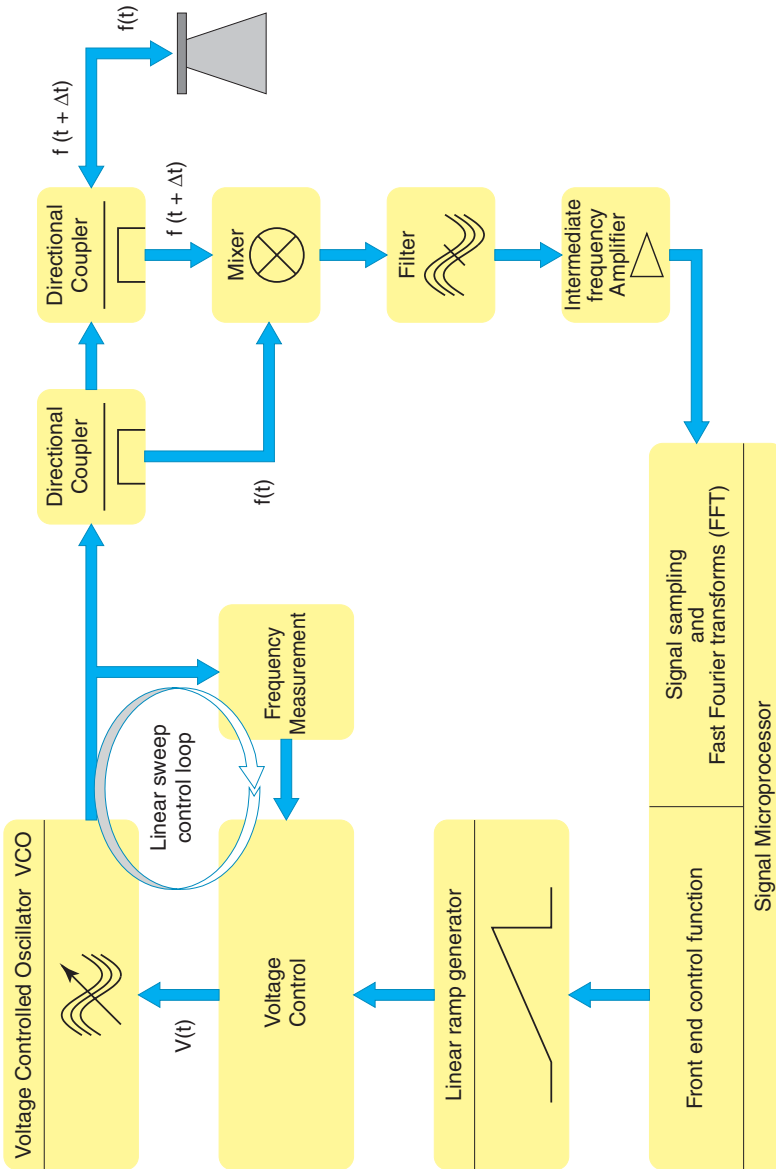 Voltage Controlled Oscillator VCO
V(t)
Voltage
Control
Linear ramp generator
Front end control function
Signal Microprocessor
Linear sweep
control loop
Frequency
Measurement
Signal sampling
and
Fast Fourier transforms (FFT)
Directional
Coupler
f(t)
Directional
Coupler
f (t + Δt)
Mixer
Filter
Intermediate
frequency
Amplifier
f (t + Δt)
f(t)